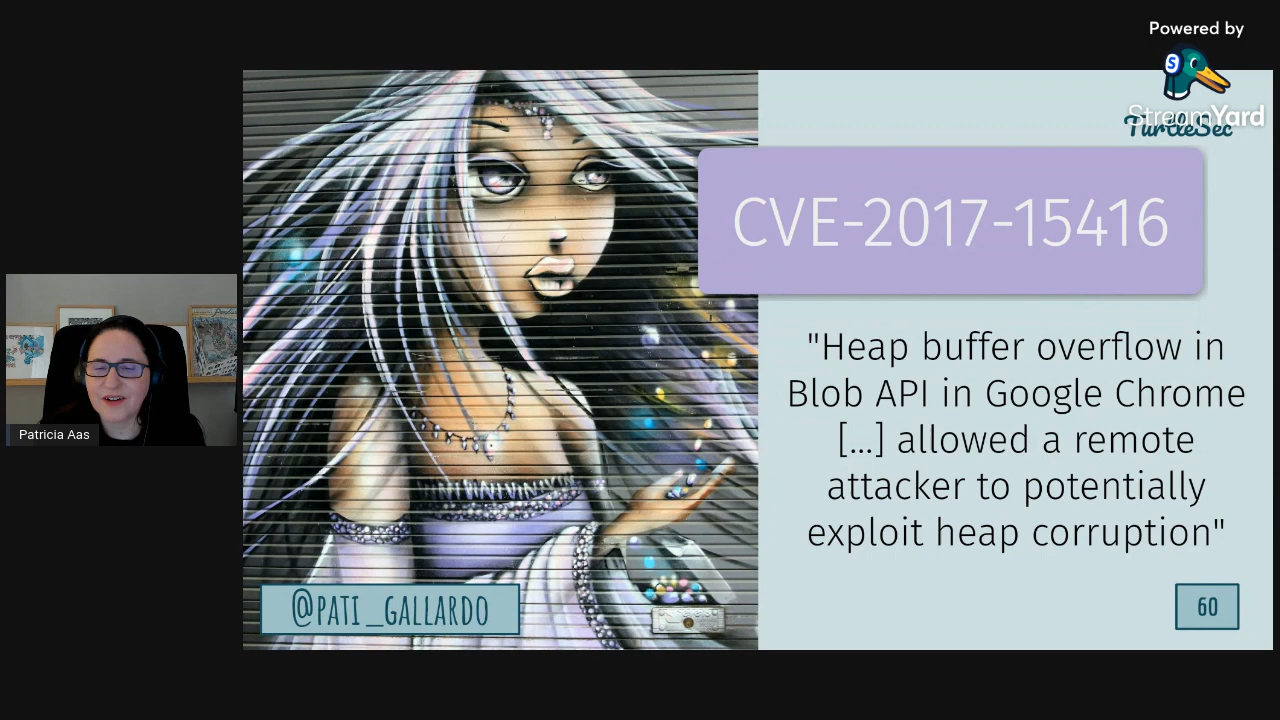 Powered by
StreamYard
TurtleSec
CVE-2017-15416
"Heap buffer overflow in
Blob API in Google Chrome
[...] allowed a remote
attacker to potentially
exploit heap corruption"
Patricia Aas
@PATI_GALLARDO
60